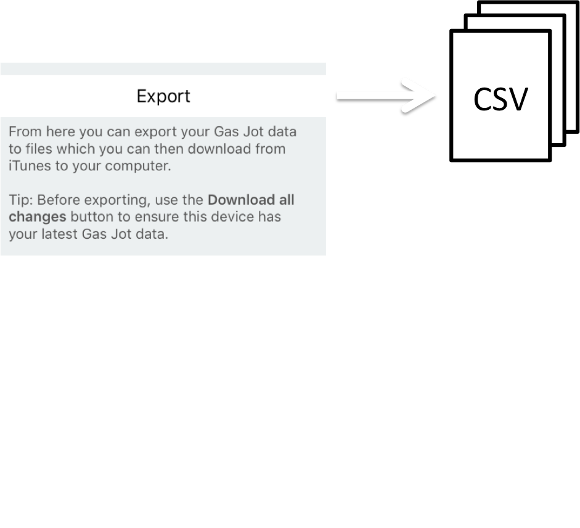 Export
CSV
From here you can export your Gas Jot data
to files which you can then download from
iTunes to your computer.
Tip: Before exporting, use the Download all
changes button to ensure this device has
your latest Gas Jot data.